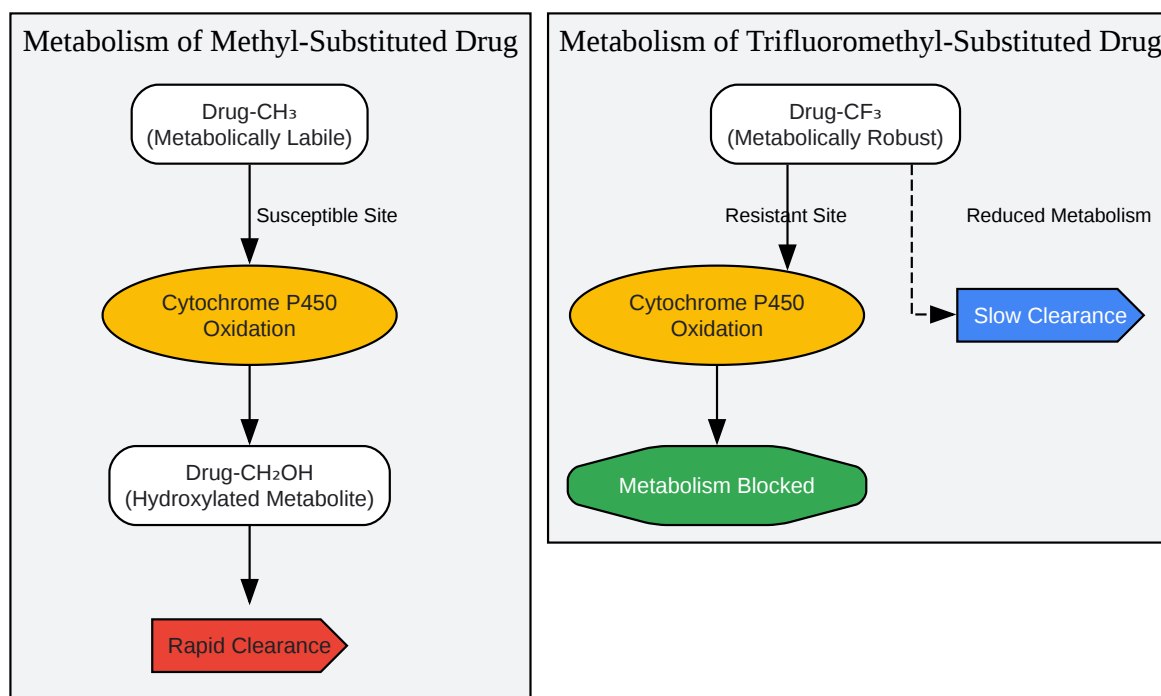 Metabolism of Methyl-Substituted Drug
Drug-CH₃
(Metabolically Labile)
Susceptible Site
Cytochrome P450
Oxidation
Drug-CH₂OH
(Hydroxylated Metabolite)
Rapid Clearance
Metabolism of Trifluoromethyl-Substituted Drug
Drug-CF₃
(Metabolically Robust)
Resistant Site
Reduced Metabolism
Cytochrome P450
Oxidation
Slow Clearance
Metabolism Blocked